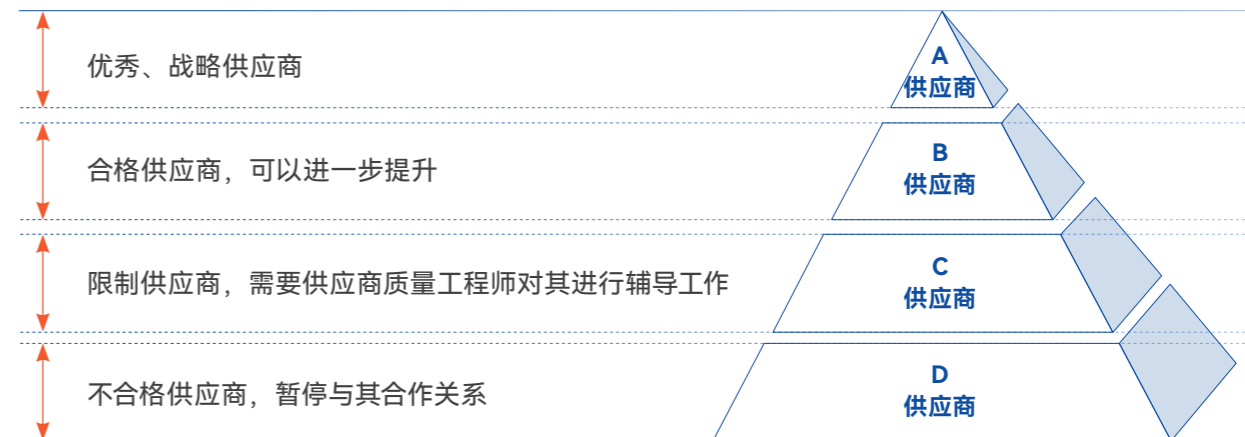 优秀、战略供应商
A
供应商
合格供应商，可以进一步提升
B
供应商
限制供应商，需要供应商质量工程师对其进行辅导工作
C
供应商
不合格供应商，暂停与其合作关系
D
供应商